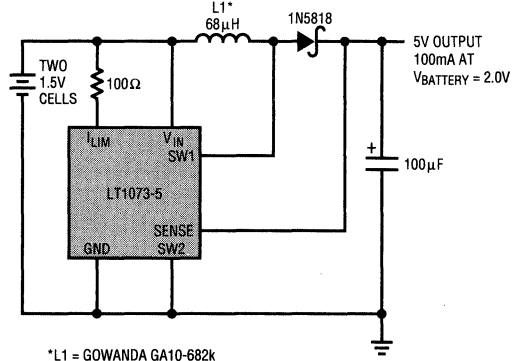 L1*
68μH
1N5818
5V OUTPUT
100mA AT
VBATTERY = 2.0V
TWO
1.5V
CELLS
100Ω
ILIM
VIN
SW1
+
100μF
LT1073-5
SENSE
GND
SW2
*L1 = GOWANDA GA10-682k